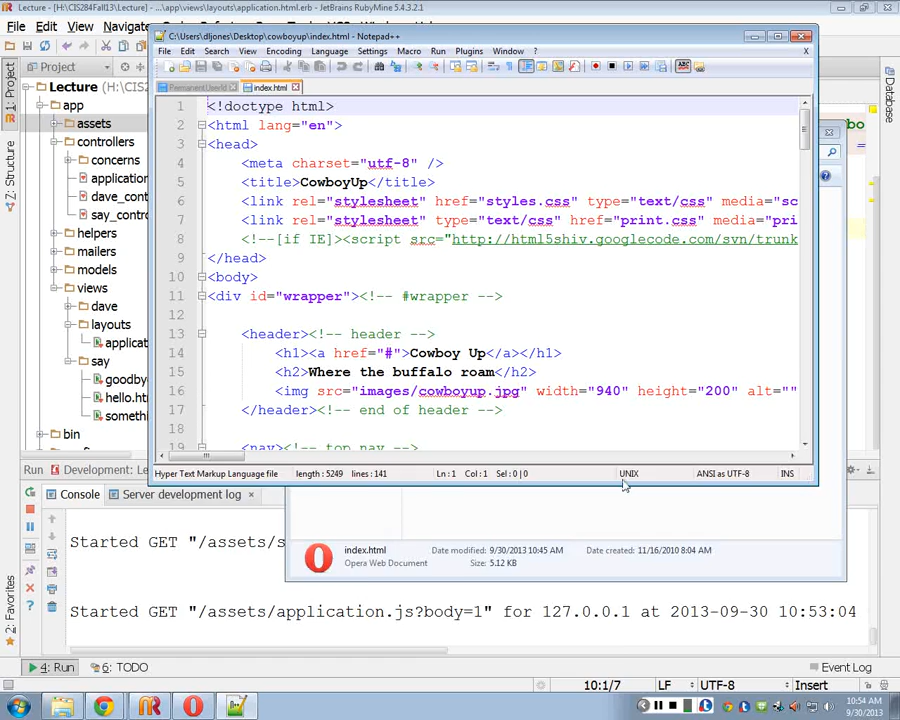 Lecture - [H:\CIS284Fall13\Lecture] - ...\app\views\layouts\application.html.erb - JetBrains RubyMine 5.4.3.2.1
File Edit View Navigate
Project
Lecture (H:\CIS
app
assets
controllers
concerns
application
dave_cont
say_contro
helpers
mailers
models
views
dave
layouts
applicat
say
goodby
hello.htm
somethi
bin
1: Project
Z: Structure
2: Favorites
Database
C:\Users\dljones\Desktop\cowboyup\index.html - Notepad++
File Edit Search View Encoding Language Settings Macro Run Plugins Window ? X
index.html
1 <!doctype html>
2 <html lang="en">
3 <head>
4 <meta charset="utf-8" />
5 <title>CowboyUp</title>
6 <link rel="stylesheet" href="styles.css" type="text/css" media="sc
7 <link rel="stylesheet" type="text/css" href="print.css" media="pri
8 <!--[if IE]><script src="http://html5shiv.googlecode.com/svn/trunk
9 </head>
10 <body>
11 <div id="wrapper"><!-- #wrapper -->
12
13 <header><!-- header -->
14 <h1><a href="#">Cowboy Up</a></h1>
15 <h2>Where the buffalo roam</h2>
16 <img src="images/cowboyup.jpg" width="940" height="200" alt=""
17 </header><!-- end of header -->
18
19 <nav><!-- top nav -->
Hyper Text Markup Language file length : 5249 lines : 141 Ln : 1 Col : 1 Sel : 0 | 0 UNIX ANSI as UTF-8 INS
bo
Run Development: Lectur
Console Server development log
index.html Date modified: 9/30/2013 10:45 AM Date created: 11/16/2010 8:04 AM
Opera Web Document Size: 5.12 KB
Started GET "/assets/s
Started GET "/assets/application.js?body=1" for 127.0.0.1 at 2013-09-30 10:53:04
4: Run 6: TODO Event Log
10:1/7 LF UTF-8 Insert
10:54 AM
9/30/2013